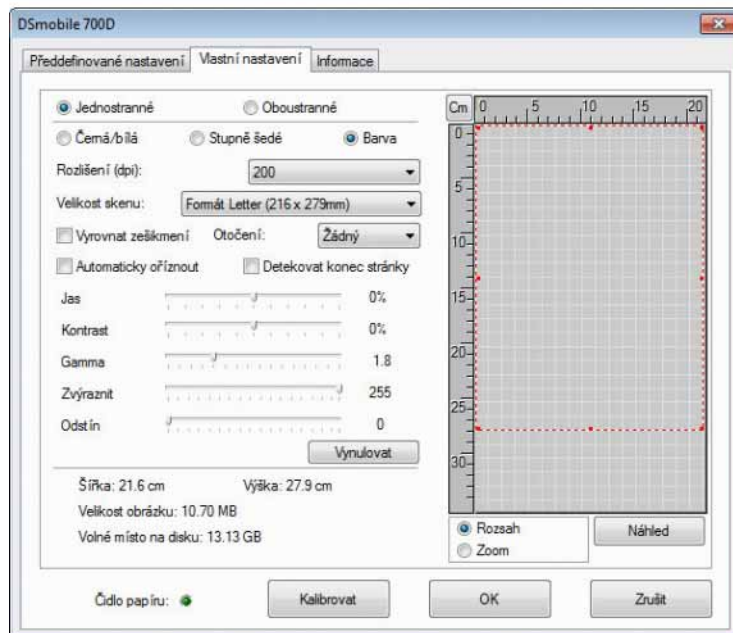 DSmobile 700D
Předdefinované nastavení Vlastní nastavení Informace
Jednostranné Oboustranné
Černá/bílá Stupně šedé Barva
Rozlišení (dpi): 200
Velikost skenu: Formát Letter (216 x 279mm)
Vyrovnat zešikmení Otočení: Žádný
Automaticky oříznout Detekovat konec stránky
Jas 0%
Kontrast 0%
Gamma 1.8
Zvýraznit 255
Odstín 0
Vynulovat
Šířka: 21.6 cm Výška: 27.9 cm
Velikost obrázku: 10.70 MB
Volné místo na disku: 13.13 GB
Cm 0 5 10 15 20
0
5
10
15
20
25
30
Rozsah
Zoom
Náhled
Čidlo papíru: Kalibrovat OK Zrušit